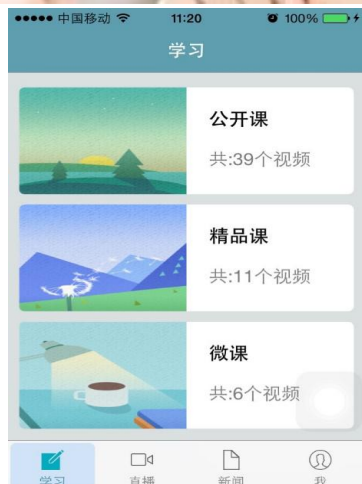 中国移动 11:20 100%
学习
公开课
共:39个视频
精品课
共:11个视频
微课
共:6个视频
学习 直播 新闻 我